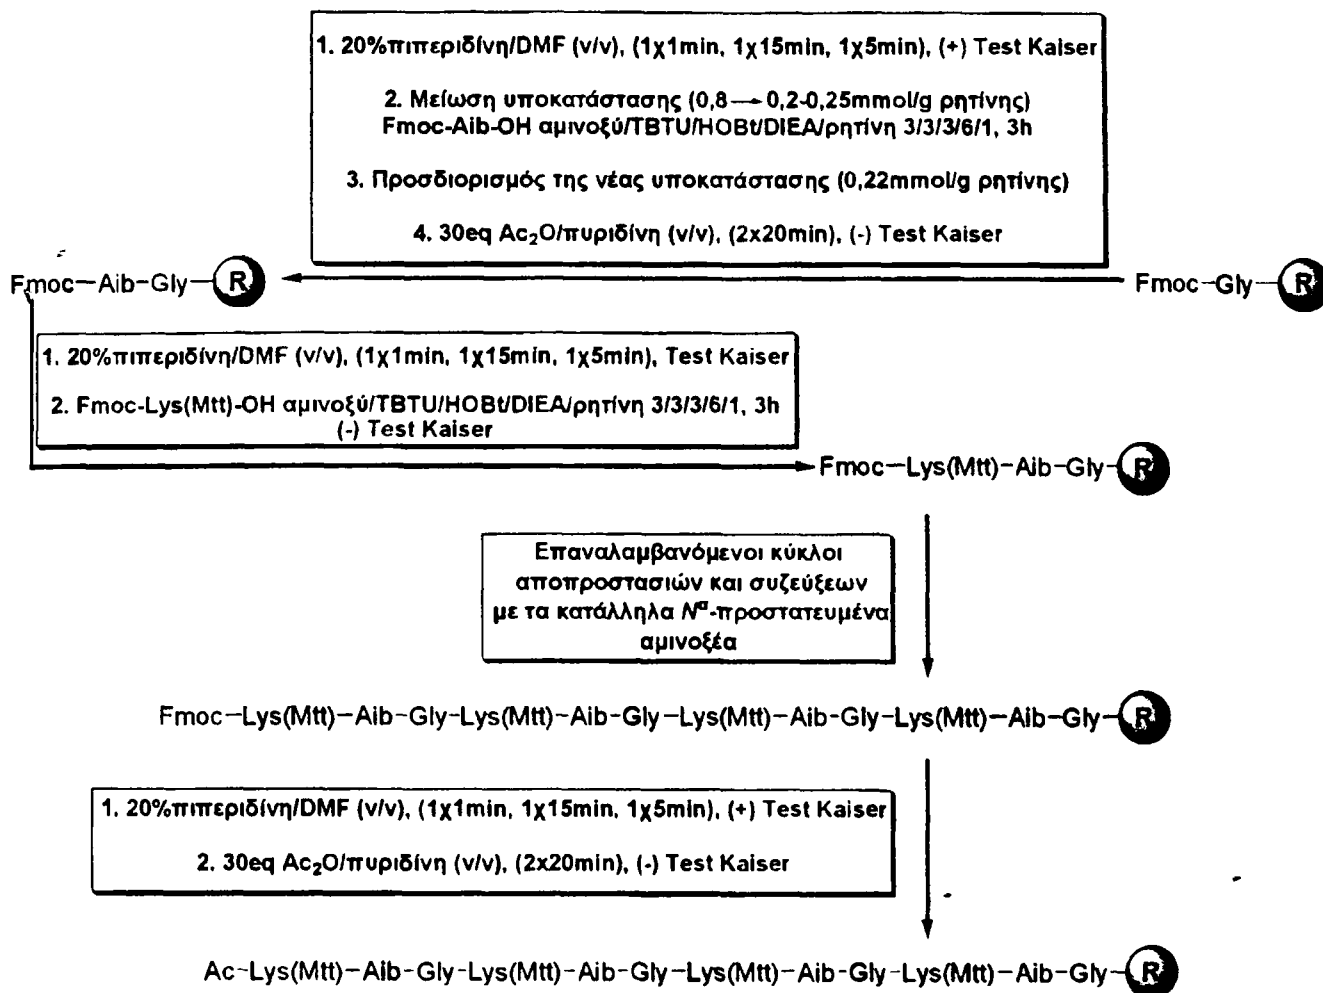 1. 20%πιπεριδίνη/DMF (v/v), (1χ1min, 1χ15min, 1χ5min), (+) Test Kaiser
2. Μείωση υποκατάστασης (0,8→0,2-0,25mmol/g ρητίνης)
Fmoc-Aib-OH αμινοξύ/TBTU/HOBt/DIEA/ρητίνη 3/3/3/6/1, 3h
3. Προσδιορισμός της νέας υποκατάστασης (0,22mmol/g ρητίνης)
4. 30eq Ac₂O/πυριδίνη (v/v), (2x20min), (-) Test Kaiser
Fmoc–Aib–Gly–R
Fmoc–Gly–R
1. 20%πιπεριδίνη/DMF (v/v), (1χ1min, 1χ15min, 1χ5min), Test Kaiser
2. Fmoc-Lys(Mtt)-OH αμινοξύ/TBTU/HOBt/DIEA/ρητίνη 3/3/3/6/1, 3h
(-) Test Kaiser
Fmoc–Lys(Mtt)–Aib–Gly–R
Επαναλαμβανόμενοι κύκλοι
αποπροστασιών και συζεύξεων
με τα κατάλληλα Nᵅ-προστατευμένα
αμινοξέα
Fmoc–Lys(Mtt)–Aib–Gly–Lys(Mtt)–Aib–Gly–Lys(Mtt)–Aib–Gly–Lys(Mtt)–Aib–Gly–R
1. 20%πιπεριδίνη/DMF (v/v), (1χ1min, 1χ15min, 1χ5min), (+) Test Kaiser
2. 30eq Ac₂O/πυριδίνη (v/v), (2x20min), (-) Test Kaiser
Ac–Lys(Mtt)–Aib–Gly–Lys(Mtt)–Aib–Gly–Lys(Mtt)–Aib–Gly–Lys(Mtt)–Aib–Gly–R